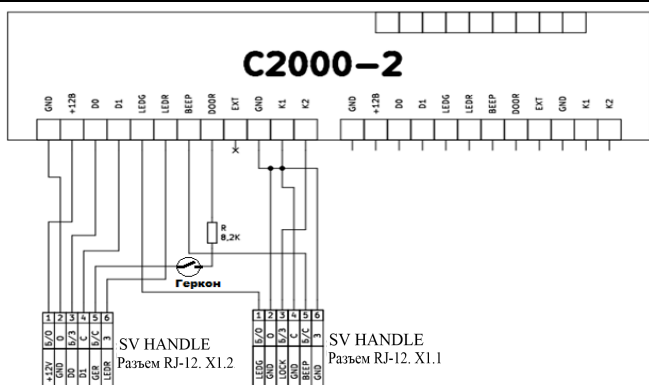 С2000-2
GND +12В D0 D1 LEDG LEDR BEEP DOOR EXT GND K1 K2
GND +12В D0 D1 LEDG LEDR BEEP DOOR EXT GND K1 K2
R
8,2К
Геркон
1 2 3 4 5 6
Б/О О Б/З С Б/С З
+12V GND D0 D1 GER LEDR
SV HANDLE
Разъем RJ-12. X1.2
1 2 3 4 5 6
Б/О О Б/З С Б/С З
LEDG GND LOCK GND BEEP GND
SV HANDLE
Разъем RJ-12. X1.1